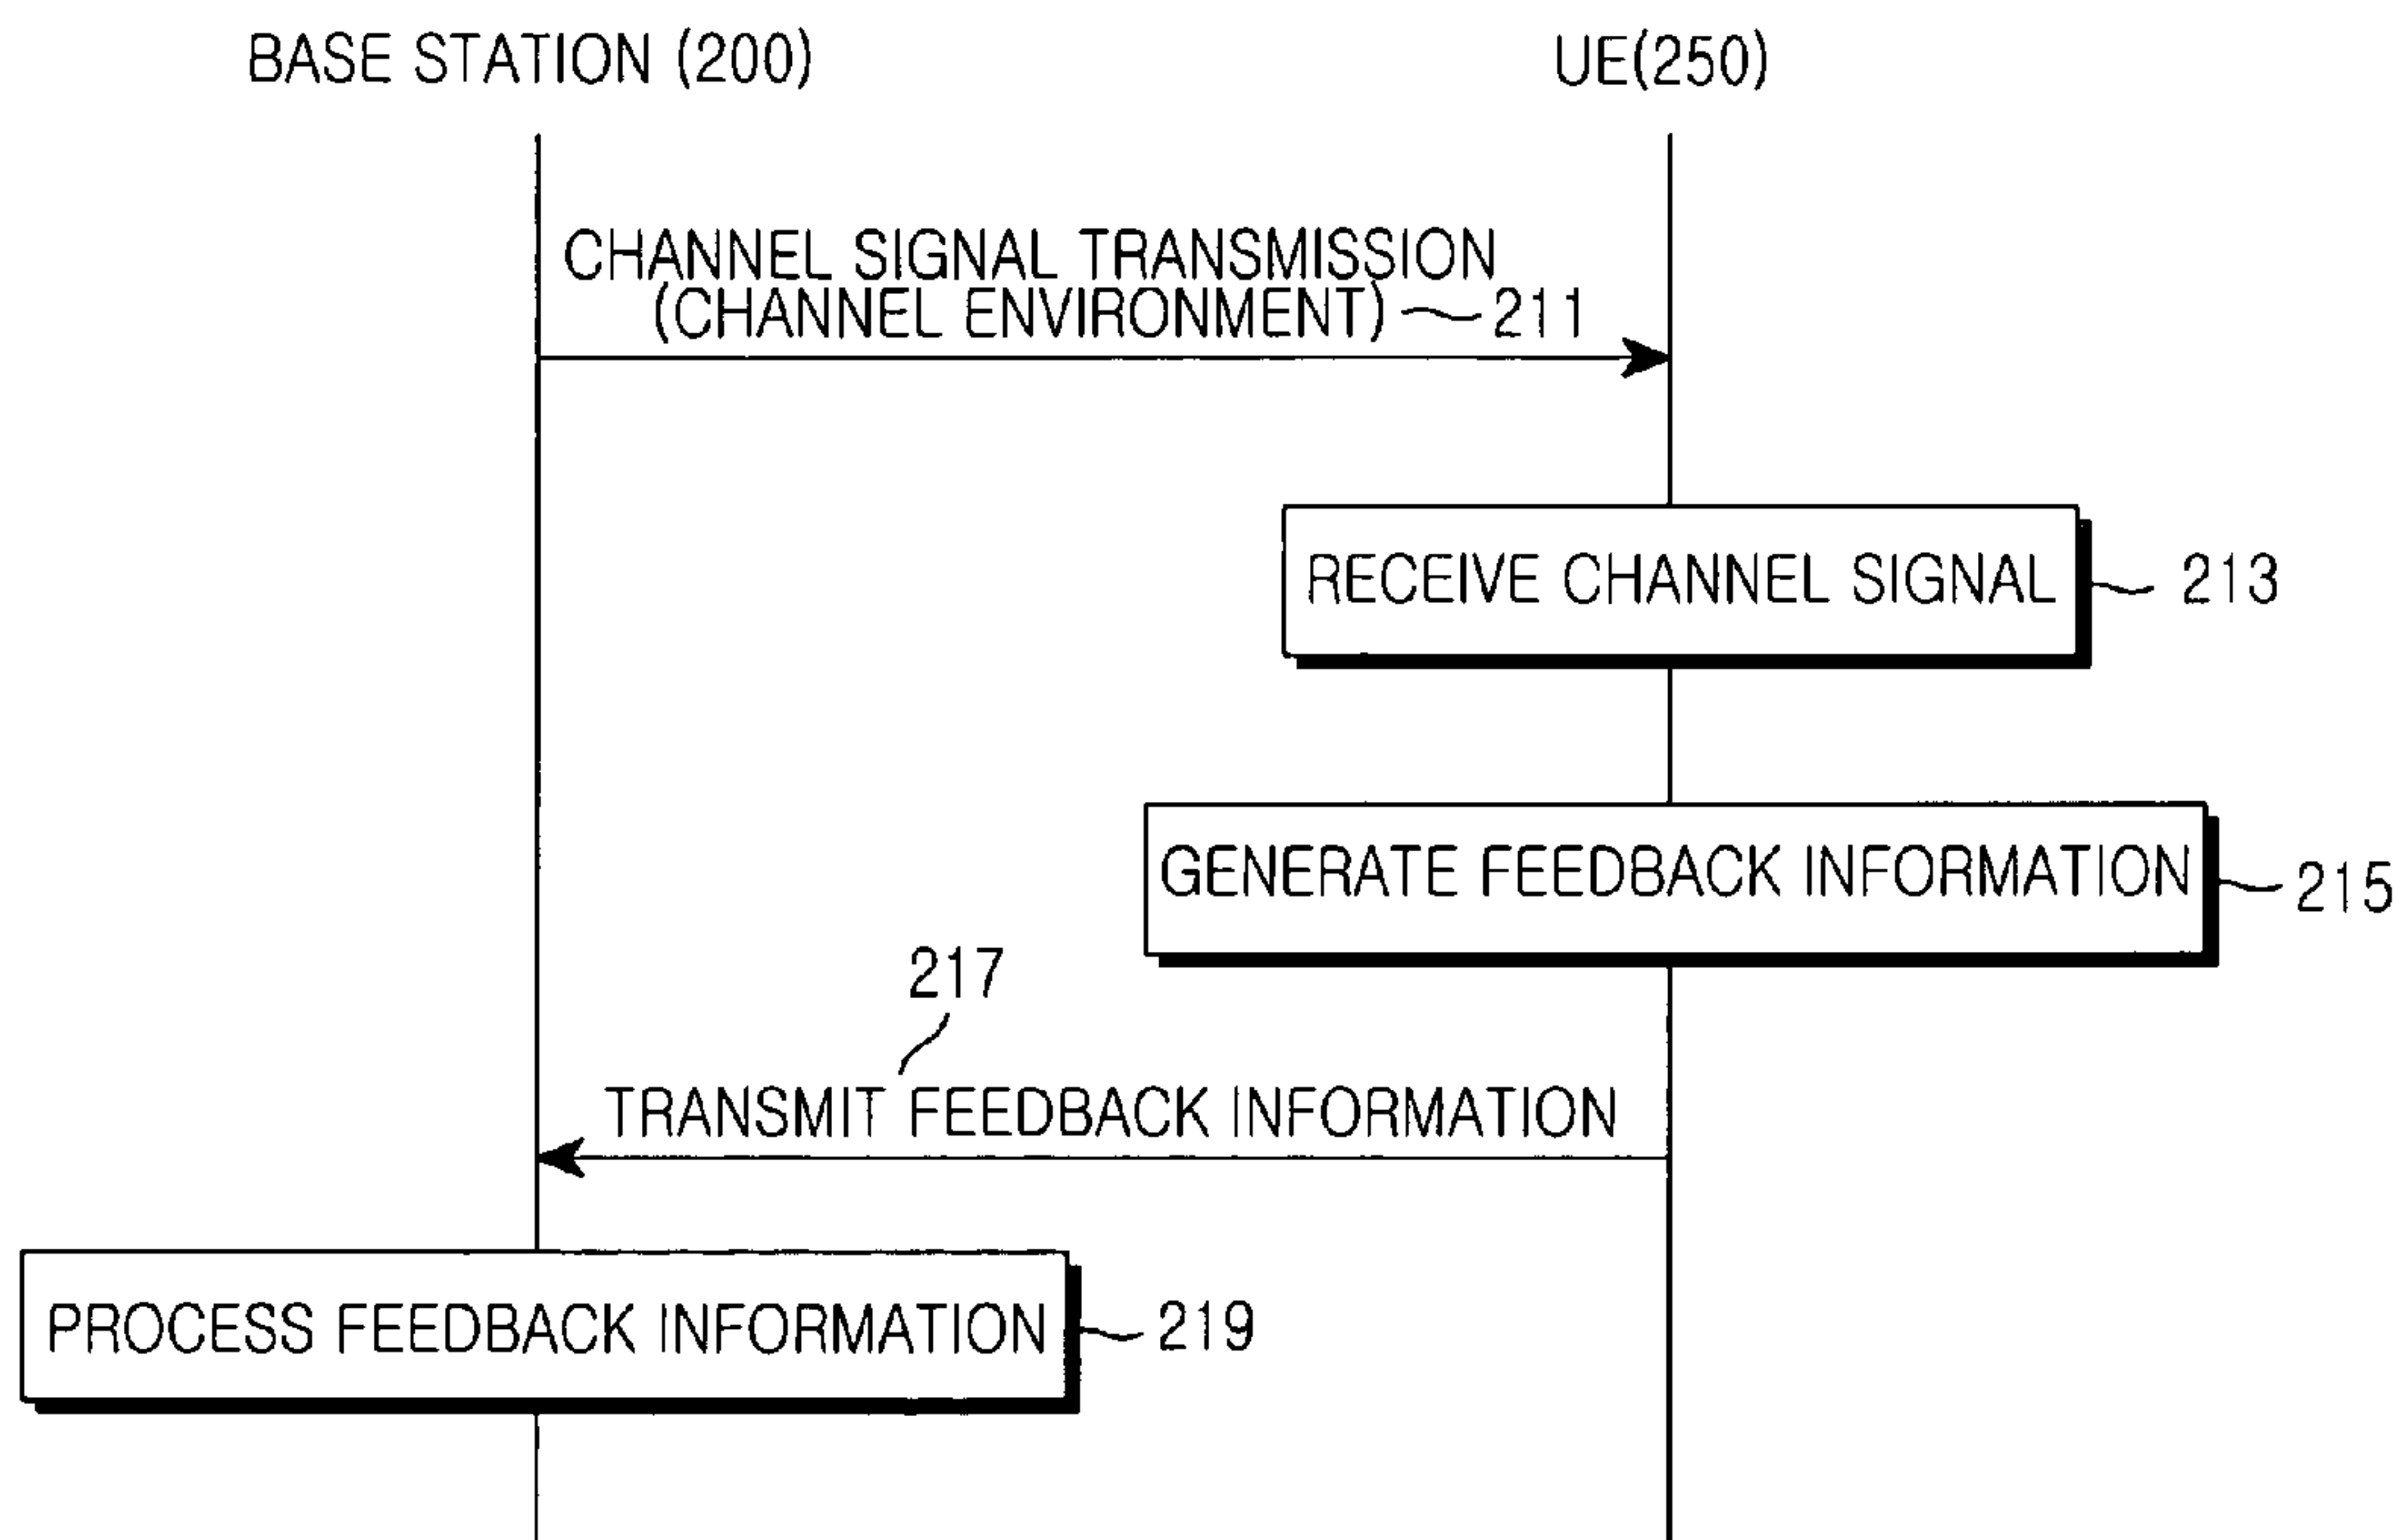 BASE STATION (200)
UE(250)
CHANNEL SIGNAL TRANSMISSION
(CHANNEL ENVIRONMENT) 211
RECEIVE CHANNEL SIGNAL 213
GENERATE FEEDBACK INFORMATION 215
217
TRANSMIT FEEDBACK INFORMATION
PROCESS FEEDBACK INFORMATION 219